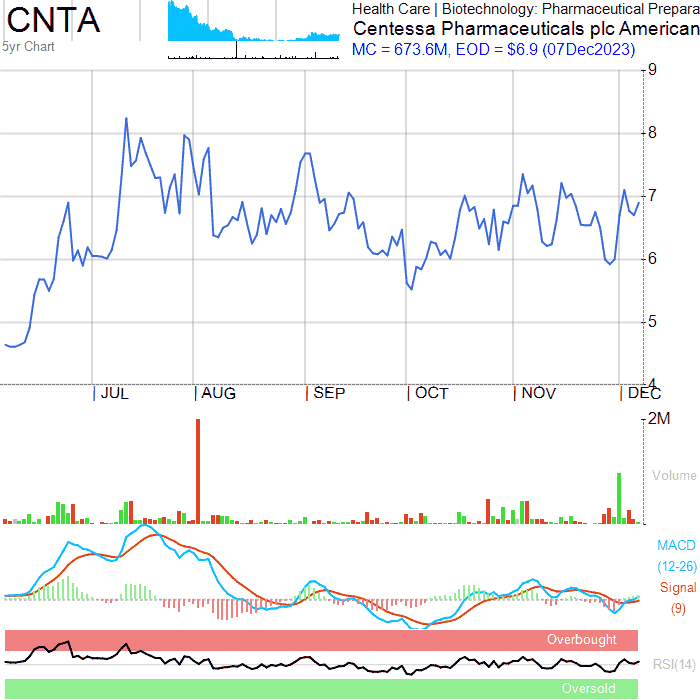 CNTA
5yr Chart
Health Care | Biotechnology: Pharmaceutical Prepara
Centessa Pharmaceuticals plc American
MC = 673.6M, EOD = $6.9 (07Dec2023)
9
8
7
6
5
4
JUL AUG SEP OCT NOV DEC
2M
Volume
MACD
(12-26)
Signal
(9)
Overbought
RSI(14)
Oversold